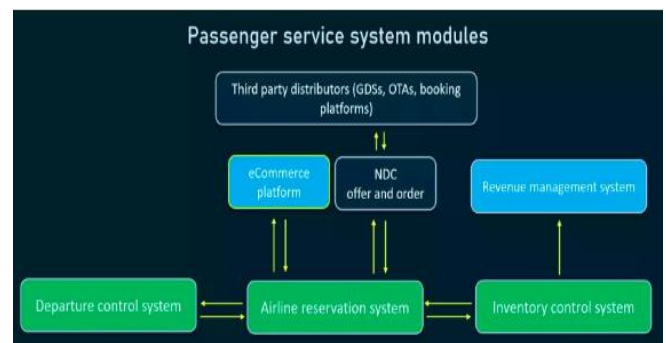 Passenger service system modules
Third party distributors (GDSs, OTAs, booking
platforms)
eCommerce
platform
NDC
offer and order
Revenue management system
Departure control system
Airline reservation system
Inventory control system